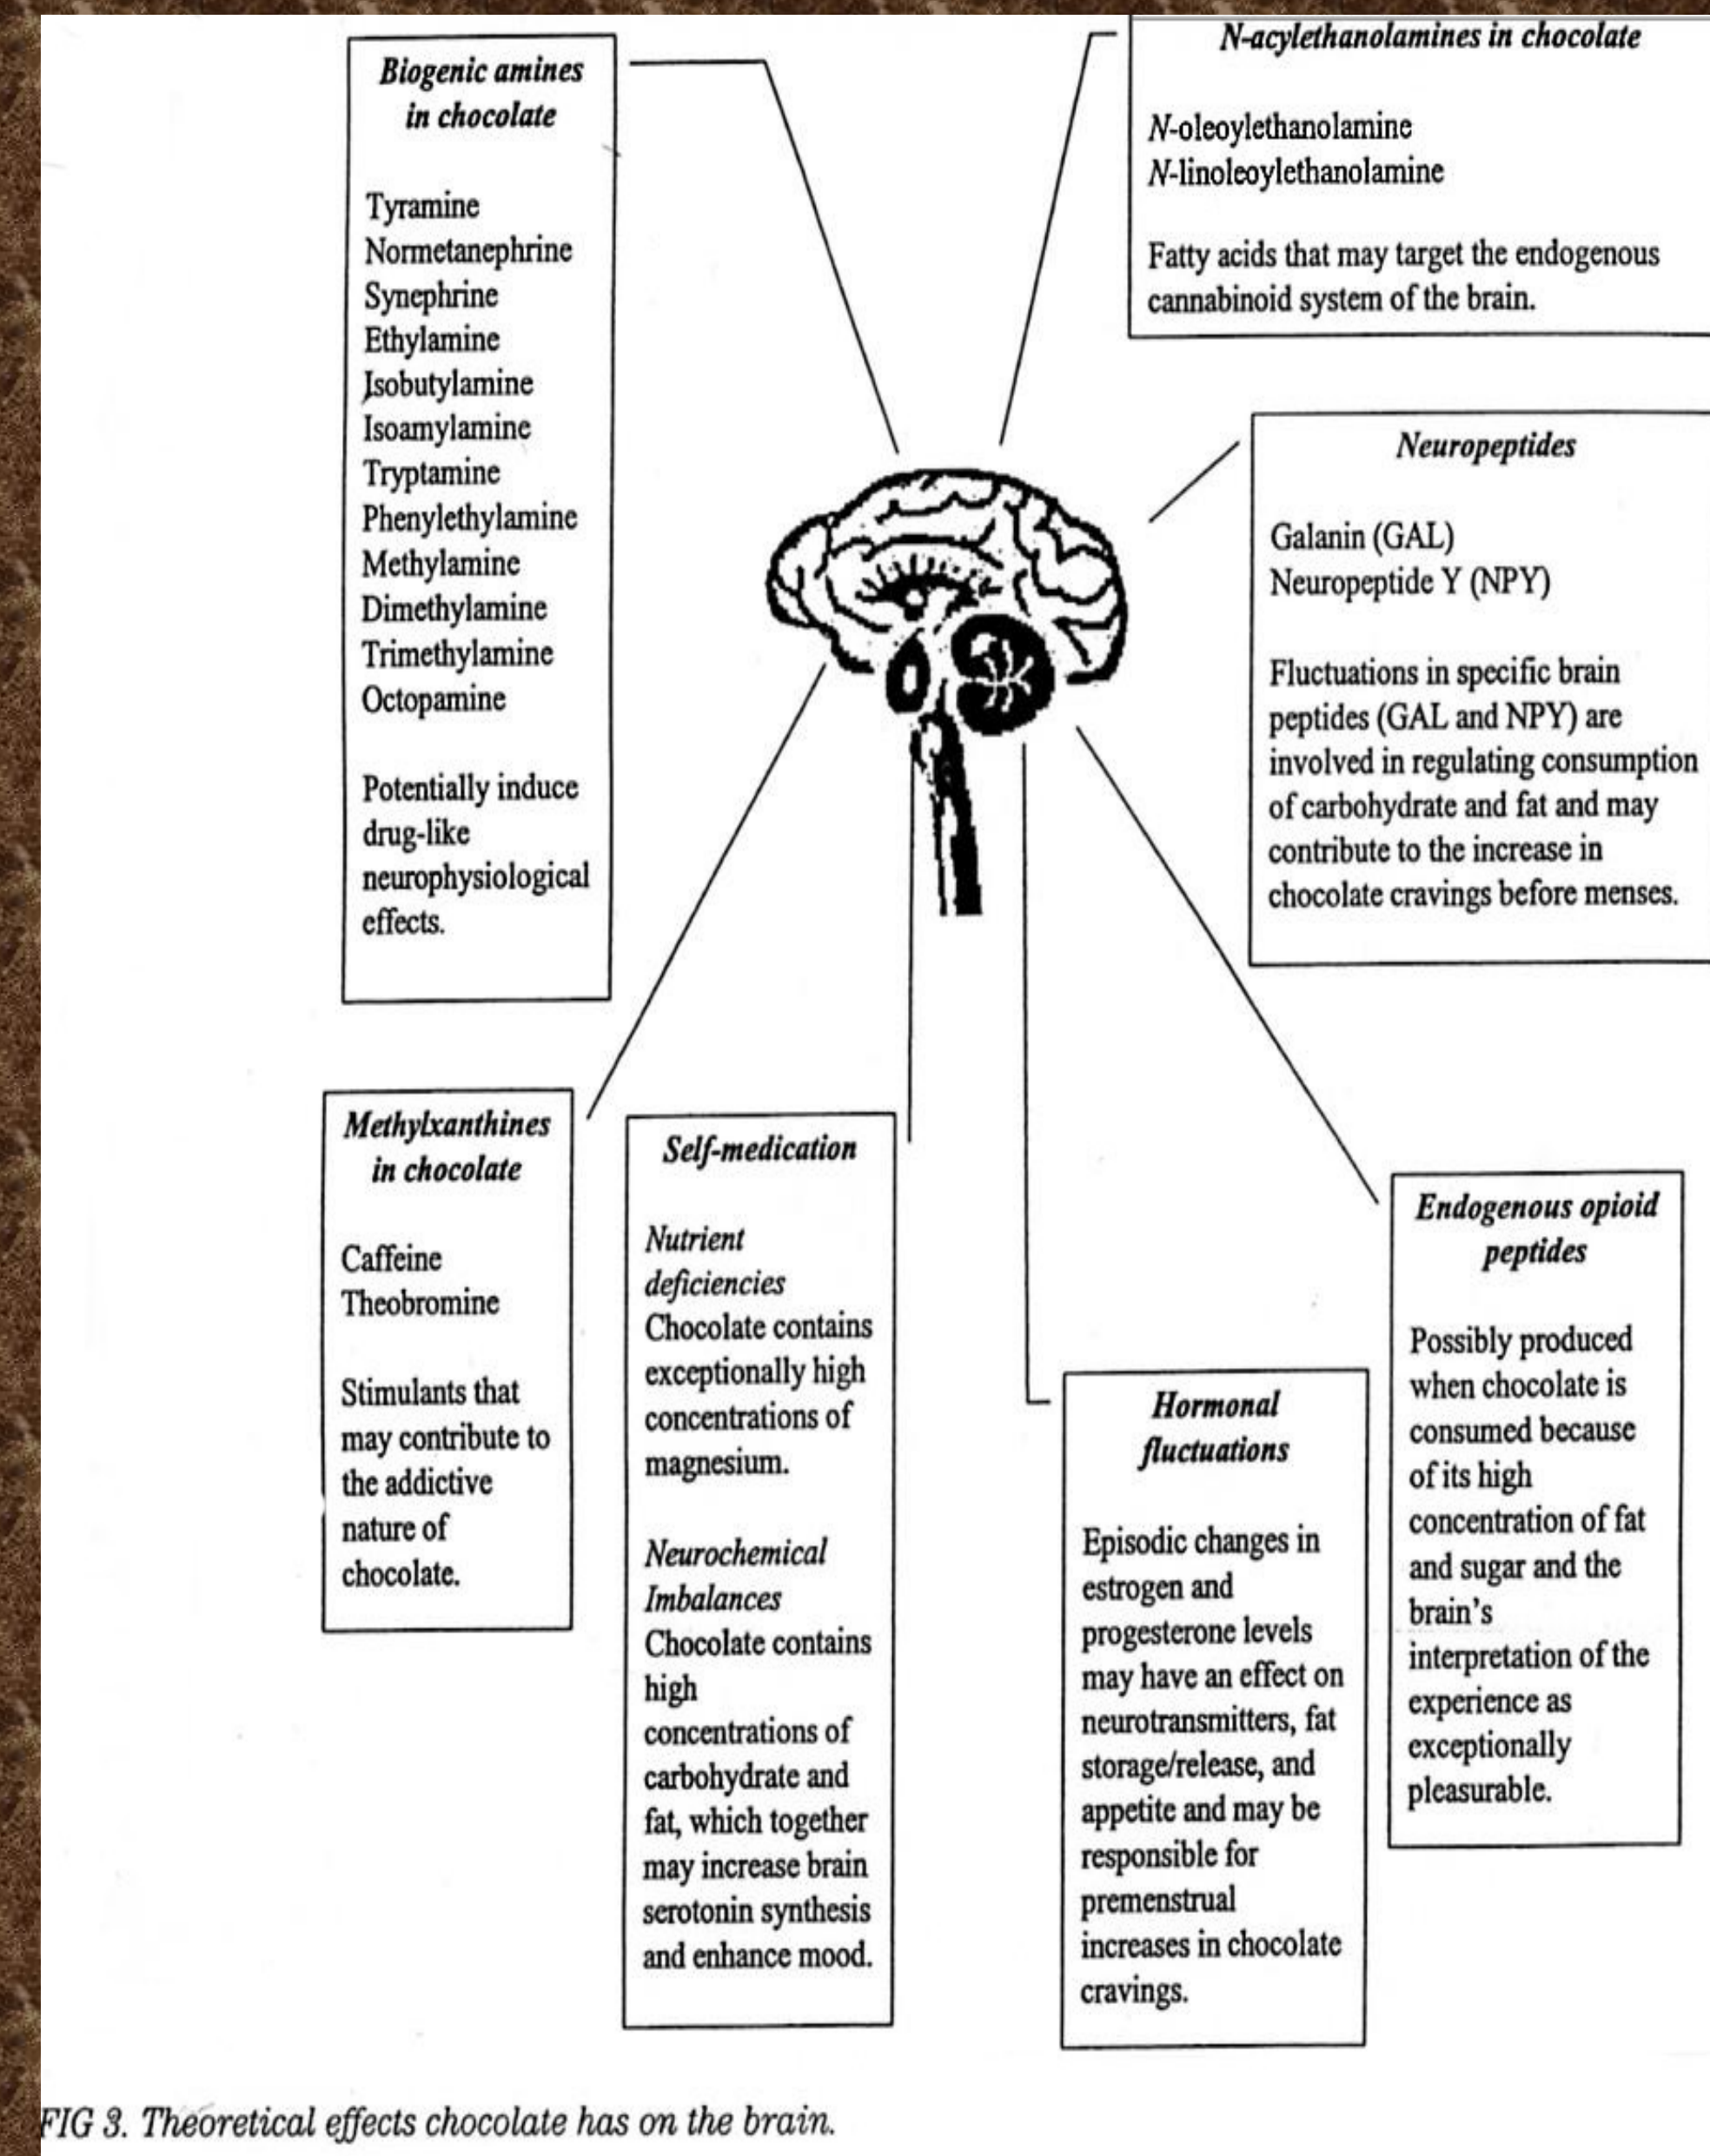 Biogenic amines
in chocolate
Tyramine
Normetanephrine
Synephrine
Ethylamine
Isobutylamine
Isoamylamine
Tryptamine
Phenylethylamine
Methylamine
Dimethylamine
Trimethylamine
Octopamine
Potentially induce
drug-like
neurophysiological
effects.
N-acylethanolamines in chocolate
N-oleoylethanolamine
N-linoleoylethanolamine
Fatty acids that may target the endogenous
cannabinoid system of the brain.
Neuropeptides
Galanin (GAL)
Neuropeptide Y (NPY)
Fluctuations in specific brain
peptides (GAL and NPY) are
involved in regulating consumption
of carbohydrate and fat and may
contribute to the increase in
chocolate cravings before menses.
Methylxanthines
in chocolate
Caffeine
Theobromine
Stimulants that
may contribute to
the addictive
nature of
chocolate.
Self-medication
Nutrient
deficiencies
Chocolate contains
exceptionally high
concentrations of
magnesium.
Neurochemical
Imbalances
Chocolate contains
high
concentrations of
carbohydrate and
fat, which together
may increase brain
serotonin synthesis
and enhance mood.
Hormonal
fluctuations
Episodic changes in
estrogen and
progesterone levels
may have an effect on
neurotransmitters, fat
storage/release, and
appetite and may be
responsible for
premenstrual
increases in chocolate
cravings.
Endogenous opioid
peptides
Possibly produced
when chocolate is
consumed because
of its high
concentration of fat
and sugar and the
brain's
interpretation of the
experience as
exceptionally
pleasurable.
FIG 3. Theoretical effects chocolate has on the brain.